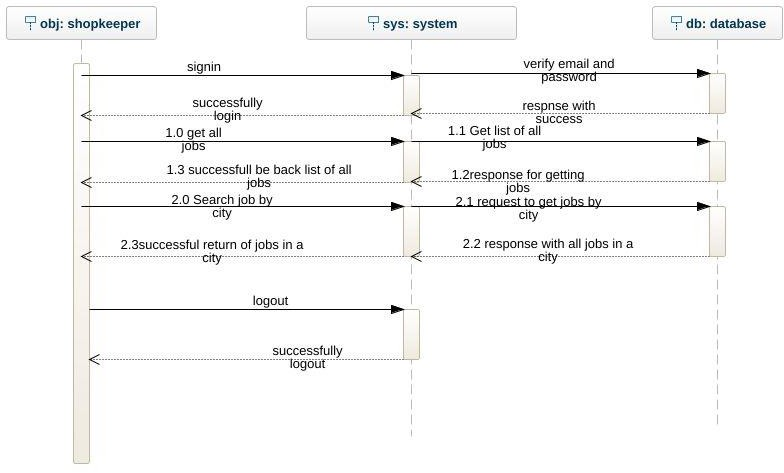 obj: shopkeeper
sys: system
db: database
signin
verify email and
password
successfully
login
respnse with
success
1.0 get all
jobs
1.1 Get list of all
jobs
1.3 successfull be back list of all
jobs
1.2response for getting
jobs
2.0 Search job by
city
2.1 request to get jobs by
city
2.3successful return of jobs in a
city
2.2 response with all jobs in a
city
logout
successfully
logout